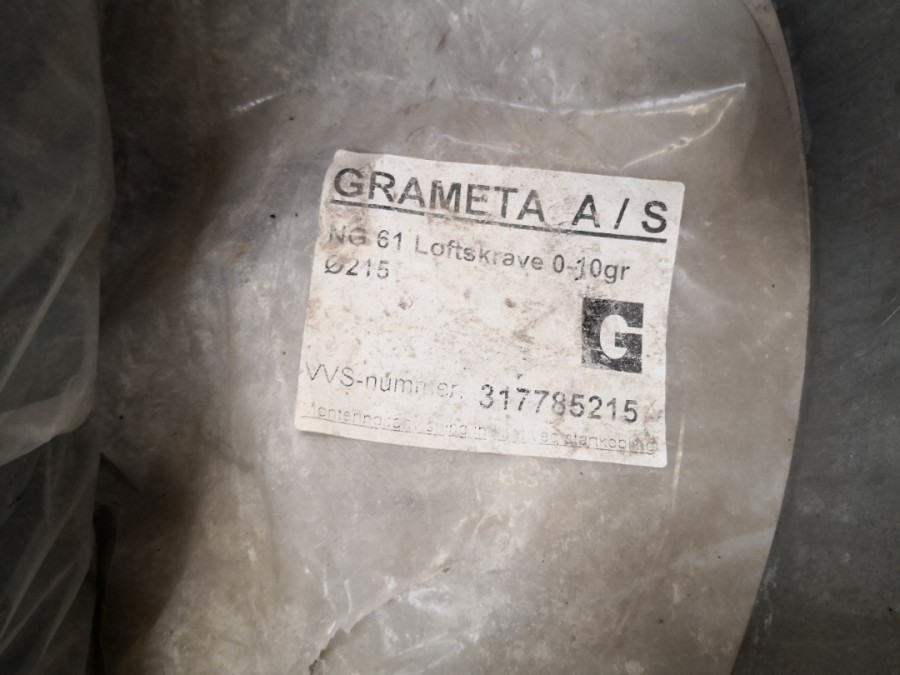 GRAMETA A/S
NG 61 Loftskrave 0-10gr
Ø215
G
VVS-nummer: 317785215